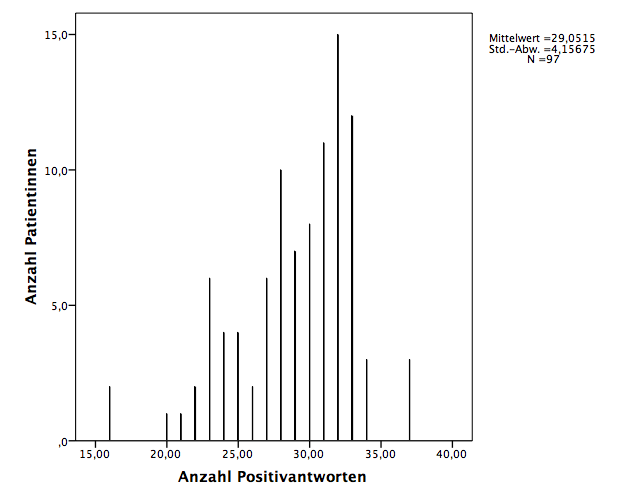 Mittelwert =29,0515
Std.-Abw. =4,15675
N =97
Anzahl Patientinnen
15,0
10,0
5,0
,0
15,00 20,00 25,00 30,00 35,00 40,00
Anzahl Positivantworten